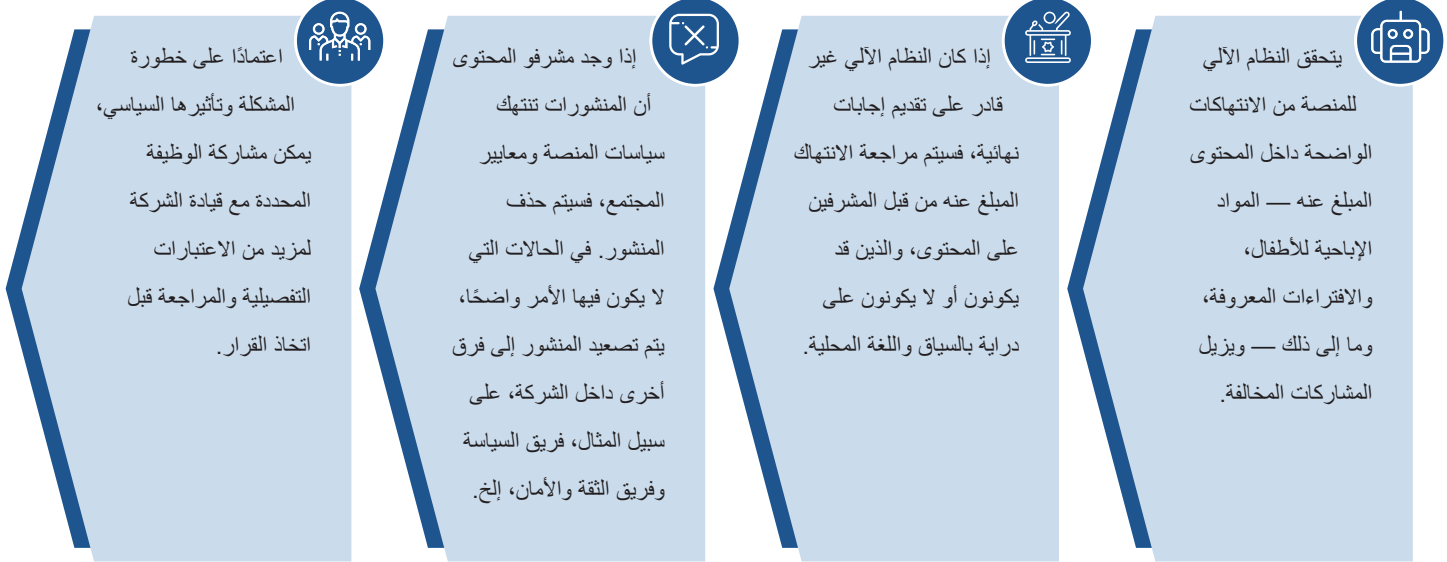 يتحقق النظام الآلي
للمنصة من الانتهاكات
الواضحة داخل المحتوى
المبلغ عنه — المواد
الإباحية للأطفال،
والافتراءات المعروفة،
وما إلى ذلك — ويزيل
المشاركات المخالفة.
إذا كان النظام الآلي غير
قادر على تقديم إجابات
نهائية، فسيتم مراجعة الانتهاك
المبلغ عنه من قبل المشرفين
على المحتوى، والذين قد
يكونون أو لا يكونون على
دراية بالسياق واللغة المحلية.
إذا وجد مشرفو المحتوى
أن المنشورات تنتهك
سياسات المنصة ومعايير
المجتمع، فسيتم حذف
المنشور. في الحالات التي
لا يكون فيها الأمر واضحًا،
يتم تصعيد المنشور إلى فرق
أخرى داخل الشركة، على
سبيل المثال، فريق السياسة
وفريق الثقة والأمان، إلخ.
اعتمادًا على خطورة
المشكلة وتأثيرها السياسي،
يمكن مشاركة الوظيفة
المحددة مع قيادة الشركة
لمزيد من الاعتبارات
التفصيلية والمراجعة قبل
اتخاذ القرار.